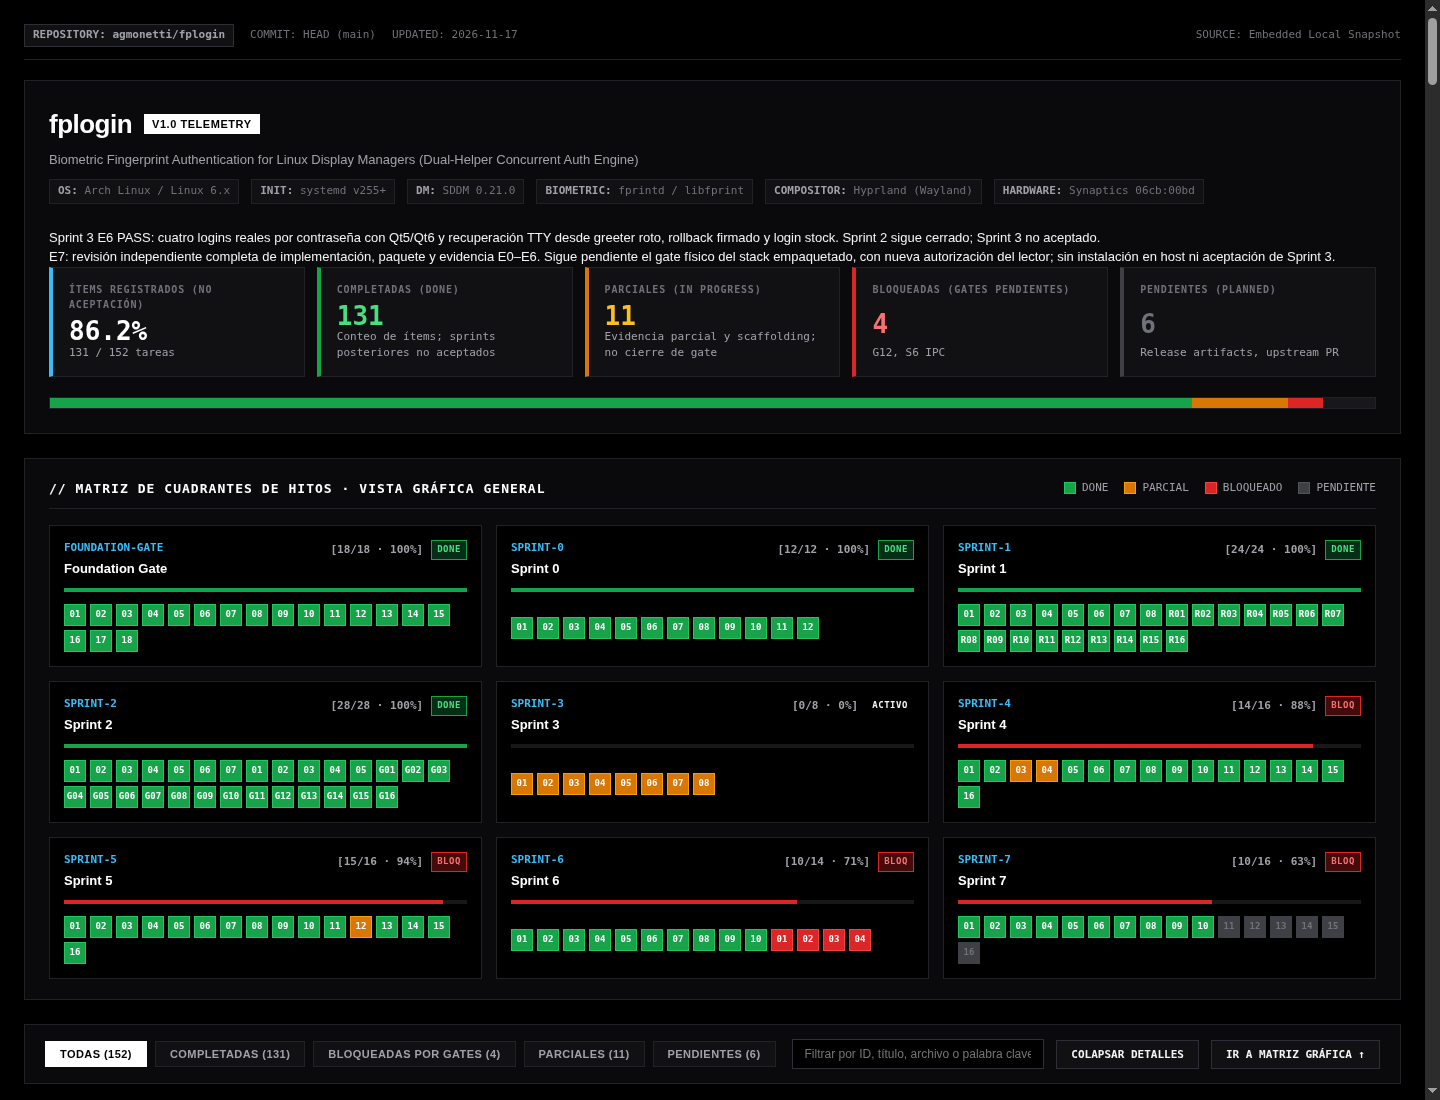 REPOSITORY: agmonetti/fplogin COMMIT: HEAD (main) UPDATED: 2026-11-17 SOURCE: Embedded Local Snapshot
fplogin V1.0 TELEMETRY
Biometric Fingerprint Authentication for Linux Display Managers (Dual-Helper Concurrent Auth Engine)
OS: Arch Linux / Linux 6.x INIT: systemd v255+ DM: SDDM 0.21.0 BIOMETRIC: fprintd / libfprint COMPOSITOR: Hyprland (Wayland) HARDWARE: Synaptics 06cb:00bd
Sprint 3 E6 PASS: cuatro logins reales por contraseña con Qt5/Qt6 y recuperación TTY desde greeter roto, rollback firmado y login stock. Sprint 2 sigue cerrado; Sprint 3 no aceptado.
E7: revisión independiente completa de implementación, paquete y evidencia E0–E6. Sigue pendiente el gate físico del stack empaquetado, con nueva autorización del lector; sin instalación en host ni aceptación de Sprint 3.
ÍTEMS REGISTRADOS (NO
ACEPTACIÓN)
86.2%
131 / 152 tareas
COMPLETADAS (DONE)
131
Conteo de ítems; sprints
posteriores no aceptados
PARCIALES (IN PROGRESS)
11
Evidencia parcial y scaffolding;
no cierre de gate
BLOQUEADAS (GATES PENDIENTES)
4
G12, S6 IPC
PENDIENTES (PLANNED)
6
Release artifacts, upstream PR
// MATRIZ DE CUADRANTES DE HITOS · VISTA GRÁFICA GENERAL DONE PARCIAL BLOQUEADO PENDIENTE
FOUNDATION-GATE [18/18 · 100%] DONE
Foundation Gate
01 02 03 04 05 06 07 08 09 10 11 12 13 14 15
16 17 18
SPRINT-0 [12/12 · 100%] DONE
Sprint 0
01 02 03 04 05 06 07 08 09 10 11 12
SPRINT-1 [24/24 · 100%] DONE
Sprint 1
01 02 03 04 05 06 07 08 R01 R02 R03 R04 R05 R06 R07
R08 R09 R10 R11 R12 R13 R14 R15 R16
SPRINT-2 [28/28 · 100%] DONE
Sprint 2
01 02 03 04 05 06 07 01 02 03 04 05 G01 G02 G03
G04 G05 G06 G07 G08 G09 G10 G11 G12 G13 G14 G15 G16
SPRINT-3 [0/8 · 0%] ACTIVO
Sprint 3
01 02 03 04 05 06 07 08
SPRINT-4 [14/16 · 88%] BLOQ
Sprint 4
01 02 03 04 05 06 07 08 09 10 11 12 13 14 15
16
SPRINT-5 [15/16 · 94%] BLOQ
Sprint 5
01 02 03 04 05 06 07 08 09 10 11 12 13 14 15
16
SPRINT-6 [10/14 · 71%] BLOQ
Sprint 6
01 02 03 04 05 06 07 08 09 10 01 02 03 04
SPRINT-7 [10/16 · 63%] BLOQ
Sprint 7
01 02 03 04 05 06 07 08 09 10 11 12 13 14 15
16
TODAS (152) COMPLETADAS (131) BLOQUEADAS POR GATES (4) PARCIALES (11) PENDIENTES (6) Filtrar por ID, título, archivo o palabra clave COLAPSAR DETALLES IR A MATRIZ GRÁFICA ↑